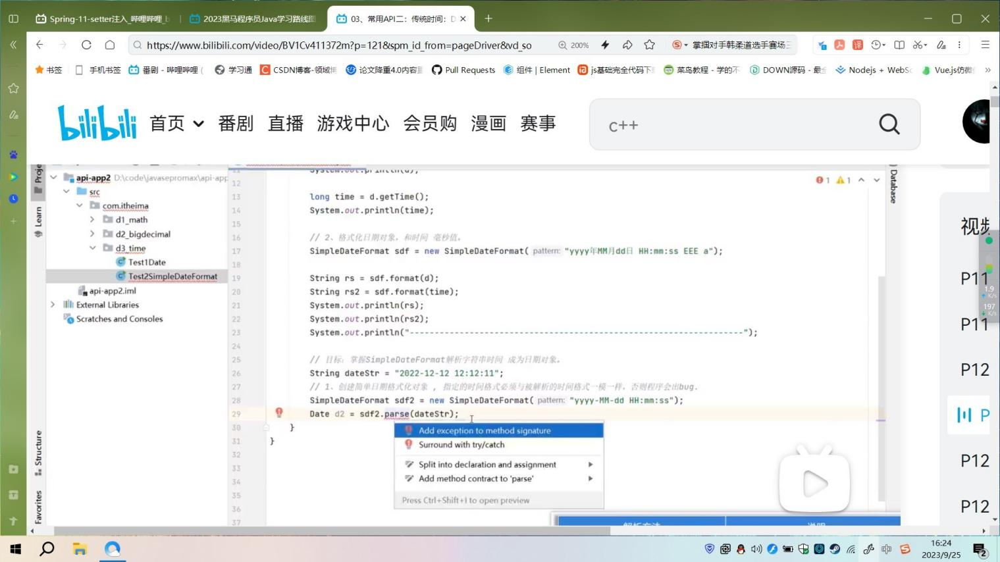 Spring-11-setter注入_哔哩哔哩_b
2023黑马程序员Java学习路线图
03、常用API二：传统时间：D
https://www.bilibili.com/video/BV1Cv411372m?p=121&spm_id_from=pageDriver&vd_so
200%
掌掴对手韩柔道选手赛场三
书签
手机书签
番剧 - 哔哩哔哩 (
学习通
CSDN博客-领域博
论文降重4.0内容重
Pull Requests
组件 | Element
js基础完全代码下
菜鸟教程 - 学的不
DOWN源码 - 最全
Nodejs + WebSo
Vue.js仿微
bilibili
首页
番剧
直播
游戏中心
会员购
漫画
赛事
c++
Proje
Learn
Structure
Favorites
api-app2 D:\code\javasepromax\api-app
src
com.itheima
d1_math
d2_bigdecimal
d3_time
Test1Date
Test2SimpleDateFormat
api-app2.iml
External Libraries
Scratches and Consoles
11 System.out.println(d);
12
13 long time = d.getTime();
14 System.out.println(time);
15
16 // 2、格式化日期对象，和时间 毫秒值。
17 SimpleDateFormat sdf = new SimpleDateFormat( pattern: "yyyy年MM月dd日 HH:mm:ss EEE a");
18
19 String rs = sdf.format(d);
20 String rs2 = sdf.format(time);
21 System.out.println(rs);
22 System.out.println(rs2);
23 System.out.println("-------------------------------------------------------------------");
24
25 // 目标：掌握SimpleDateFormat解析字符串时间 成为日期对象。
26 String dateStr = "2022-12-12 12:12:11";
27 // 1、创建简单日期格式化对象 ， 指定的时间格式必须与被解析的时间格式一模一样，否则程序会出bug.
28 SimpleDateFormat sdf2 = new SimpleDateFormat( pattern: "yyyy-MM-dd HH:mm:ss");
29 Date d2 = sdf2.parse(dateStr);
30 }
31 }
32
33
34
35
36
37
1 1
Database
Add exception to method signature
Surround with try/catch
Split into declaration and assignment
Add method contract to 'parse'
Press Ctrl+Shift+I to open preview
解析方法
说明
视频
P11
P11
P12
P
P12
P12
1.9
K/s
197
K/s
中
16:24
2023/9/25
2